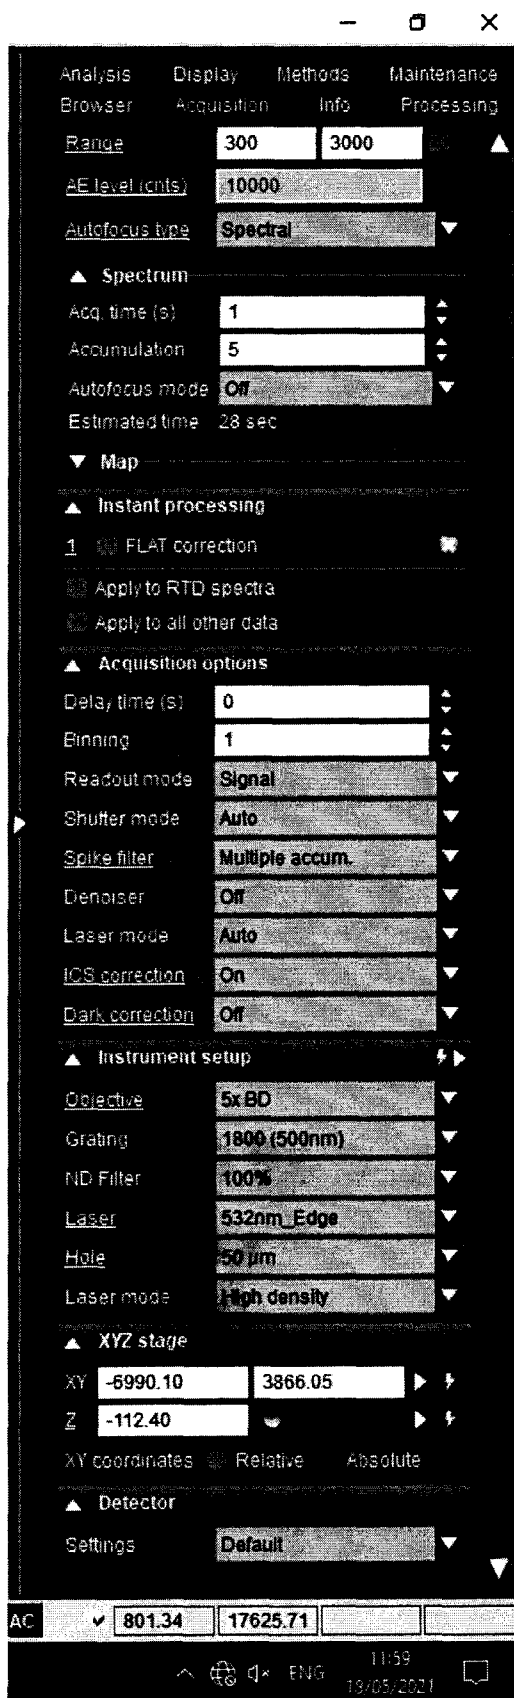 Analysis Display Methods Maintenance
Browser Acquisition Info Processing
Range 300 3000
AE level (cnts) 10000
Autofocus type Spectral
Spectrum
Acq. time (s) 1
Accumulation 5
Autofocus mode Off
Estimated time 28 sec
Map
Instant processing
1 FLAT correction
Apply to RTD spectra
Apply to all other data
Acquisition options
Delay time (s) 0
Binning 1
Readout mode Signal
Shutter mode Auto
Spike filter Multiple accum.
Denoiser Off
Laser mode Auto
ICS correction On
Dark correction Off
Instrument setup
Objective 5x BD
Grating 1800 (500nm)
ND Filter 100%
Laser 532nm_Edge
Hole 50 µm
Laser mode High density
XYZ stage
XY -6990.10 3866.05
Z -112.40
XY coordinates Relative Absolute
Detector
Settings Default
AC 801.34 17625.71
ENG 11:59
19/05/2021